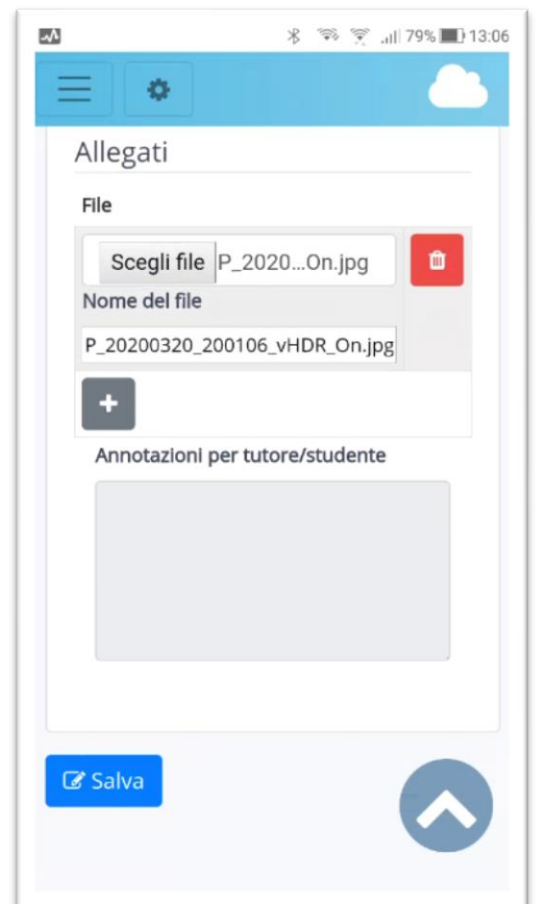 79% 13:06
Allegati
File
Scegli file P_2020...On.jpg
Nome del file
P_20200320_200106_vHDR_On.jpg
Annotazioni per tutore/studente
Salva